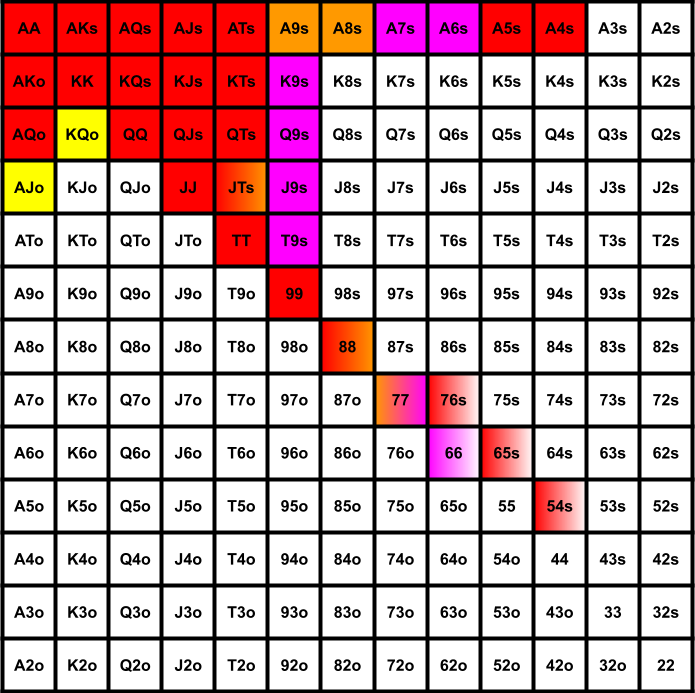 AA AKs AQs AJs ATs A9s A8s A7s A6s A5s A4s A3s A2s
AKo KK KQs KJs KTs K9s K8s K7s K6s K5s K4s K3s K2s
AQo KQo QQ QJs QTs Q9s Q8s Q7s Q6s Q5s Q4s Q3s Q2s
AJo KJo QJo JJ JTs J9s J8s J7s J6s J5s J4s J3s J2s
ATo KTo QTo JTo TT T9s T8s T7s T6s T5s T4s T3s T2s
A9o K9o Q9o J9o T9o 99 98s 97s 96s 95s 94s 93s 92s
A8o K8o Q8o J8o T8o 98o 88 87s 86s 85s 84s 83s 82s
A7o K7o Q7o J7o T7o 97o 87o 77 76s 75s 74s 73s 72s
A6o K6o Q6o J6o T6o 96o 86o 76o 66 65s 64s 63s 62s
A5o K5o Q5o J5o T5o 95o 85o 75o 65o 55 54s 53s 52s
A4o K4o Q4o J4o T4o 94o 84o 74o 64o 54o 44 43s 42s
A3o K3o Q3o J3o T3o 93o 83o 73o 63o 53o 43o 33 32s
A2o K2o Q2o J2o T2o 92o 82o 72o 62o 52o 42o 32o 22